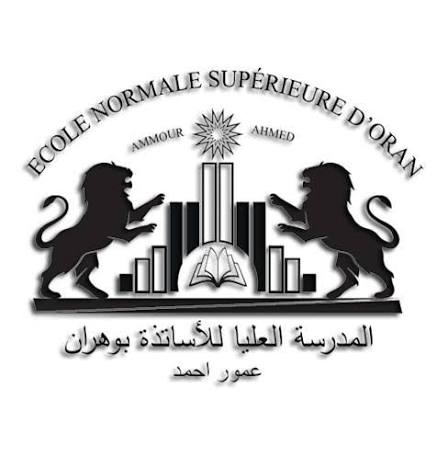 ECOLE NORMALE SUPÉRIEURE D'ORAN
AMMOUR AHMED
المدرسة العليا للأساتذة بوهران
عمور احمد